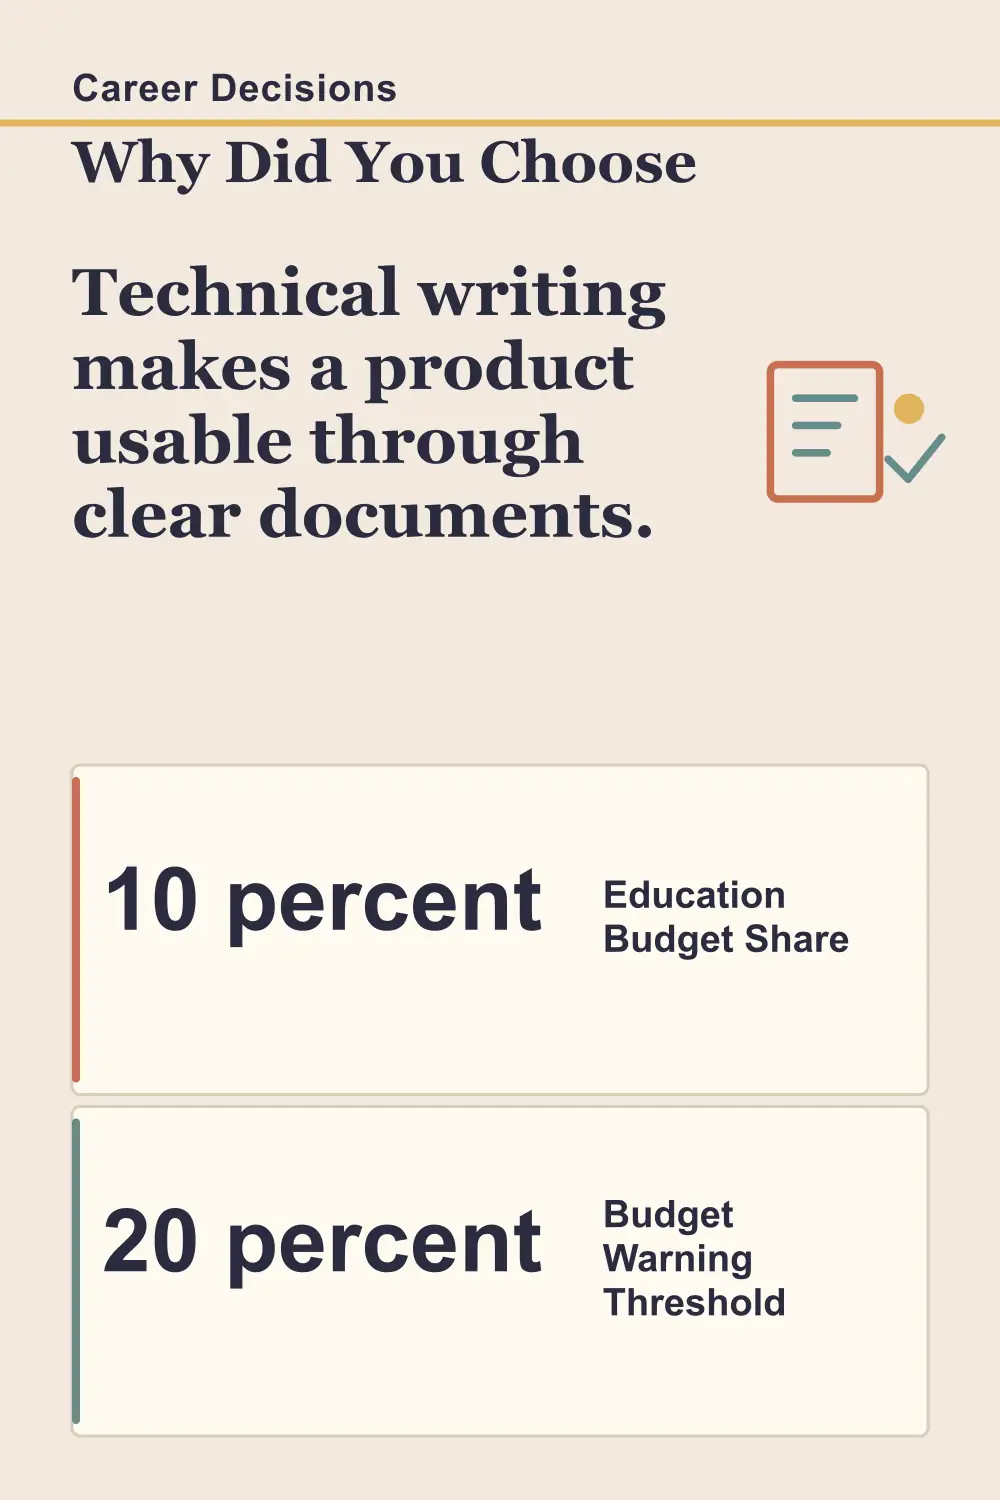 Career Decisions
Why Did You Choose
Technical writing
makes a product
usable through
clear documents.
10 percent
Education
Budget Share
20 percent
Budget
Warning
Threshold